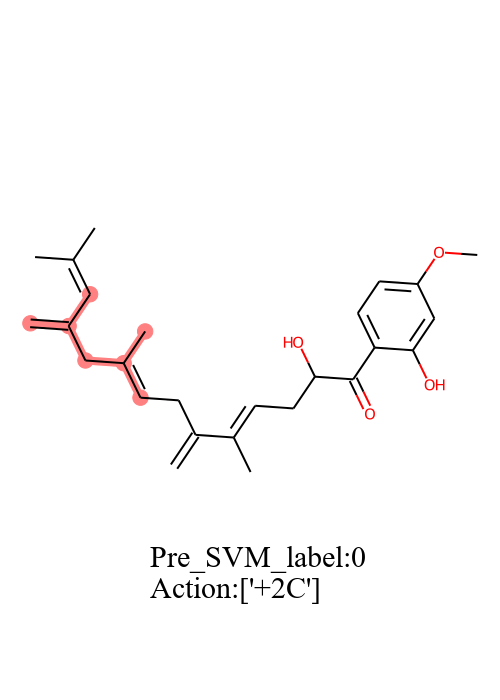 O
HO
OH
O
Pre_SVM_label:0
Action:['+2C']